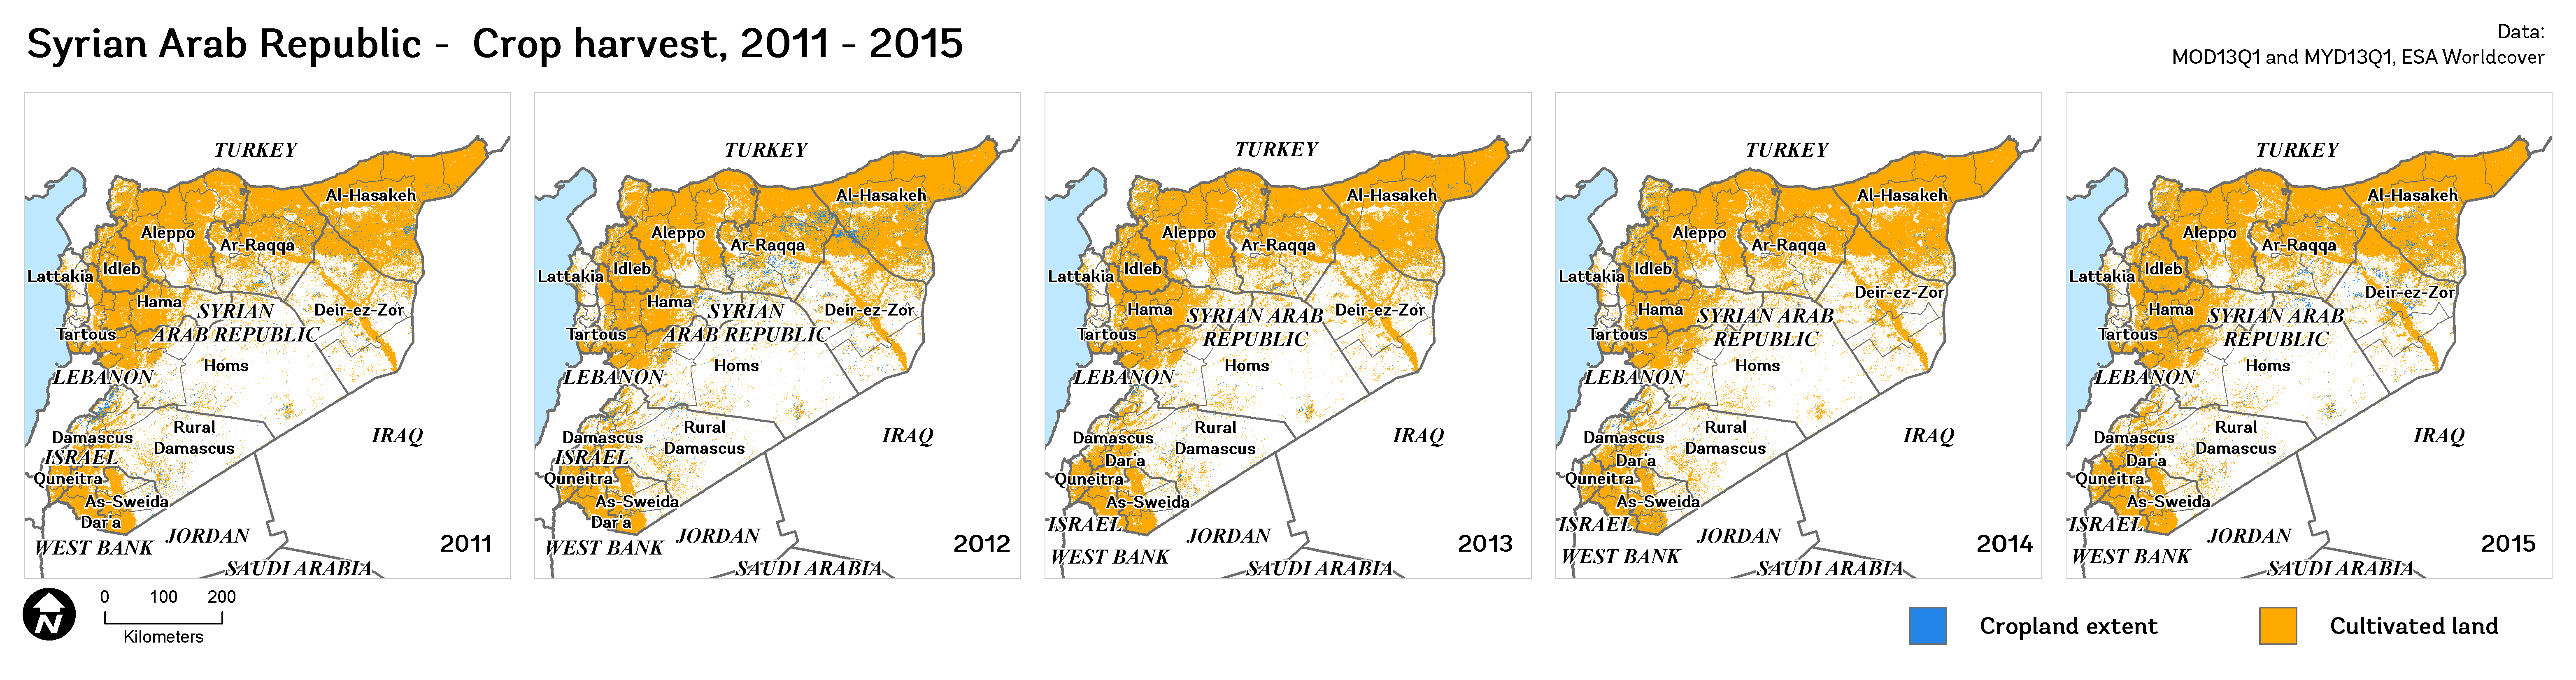 Syrian Arab Republic - Crop harvest, 2011 - 2015
Data:
MOD13Q1 and MYD13Q1, ESA Worldcover
TURKEY
Al-Hasakeh
Aleppo
Ar-Raqqa
Idleb
Lattakia
Hama
SYRIAN
Deir-ez-Zor
Tartous
ARAB REPUBLIC
Homs
LEBANON
Rural
Damascus
IRAQ
Damascus
ISRAEL
Quneitra
As-Sweida
Dar'a
JORDAN
WEST BANK
2011
SAUDI ARABIA
TURKEY
Al-Hasakeh
Aleppo
Ar-Raqqa
Idleb
Lattakia
Hama
SYRIAN
Deir-ez-Zor
Tartous
ARAB REPUBLIC
Homs
LEBANON
Rural
Damascus
IRAQ
Damascus
ISRAEL
Quneitra
As-Sweida
Dar'a
JORDAN
WEST BANK
2012
SAUDI ARABIA
TURKEY
Al-Hasakeh
Aleppo
Ar-Raqqa
Idleb
Lattakia
Hama
Deir-ez-Zor
SYRIAN ARAB
REPUBLIC
Tartous
Homs
LEBANON
Rural
Damascus
IRAQ
Damascus
Dar'a
Quneitra
As-Sweida
ISRAEL
JORDAN
WEST BANK
2013
SAUDI ARABIA
TURKEY
Al-Hasakeh
Aleppo
Ar-Raqqa
Idleb
Lattakia
Deir-ez-Zor
Hama
SYRIAN ARAB
REPUBLIC
Tartous
Homs
LEBANON
Rural
Damascus
IRAQ
Damascus
Dar'a
Quneitra
As-Sweida
ISRAEL
JORDAN
WEST BANK
2014
SAUDI ARABIA
TURKEY
Al-Hasakeh
Aleppo
Ar-Raqqa
Idleb
Lattakia
Deir-ez-Zor
Hama
SYRIAN ARAB
REPUBLIC
Tartous
Homs
LEBANON
Rural
Damascus
IRAQ
Damascus
Dar'a
Quneitra
As-Sweida
ISRAEL
JORDAN
WEST BANK
2015
SAUDI ARABIA
N
0 100 200
Kilometers
Cropland extent
Cultivated land